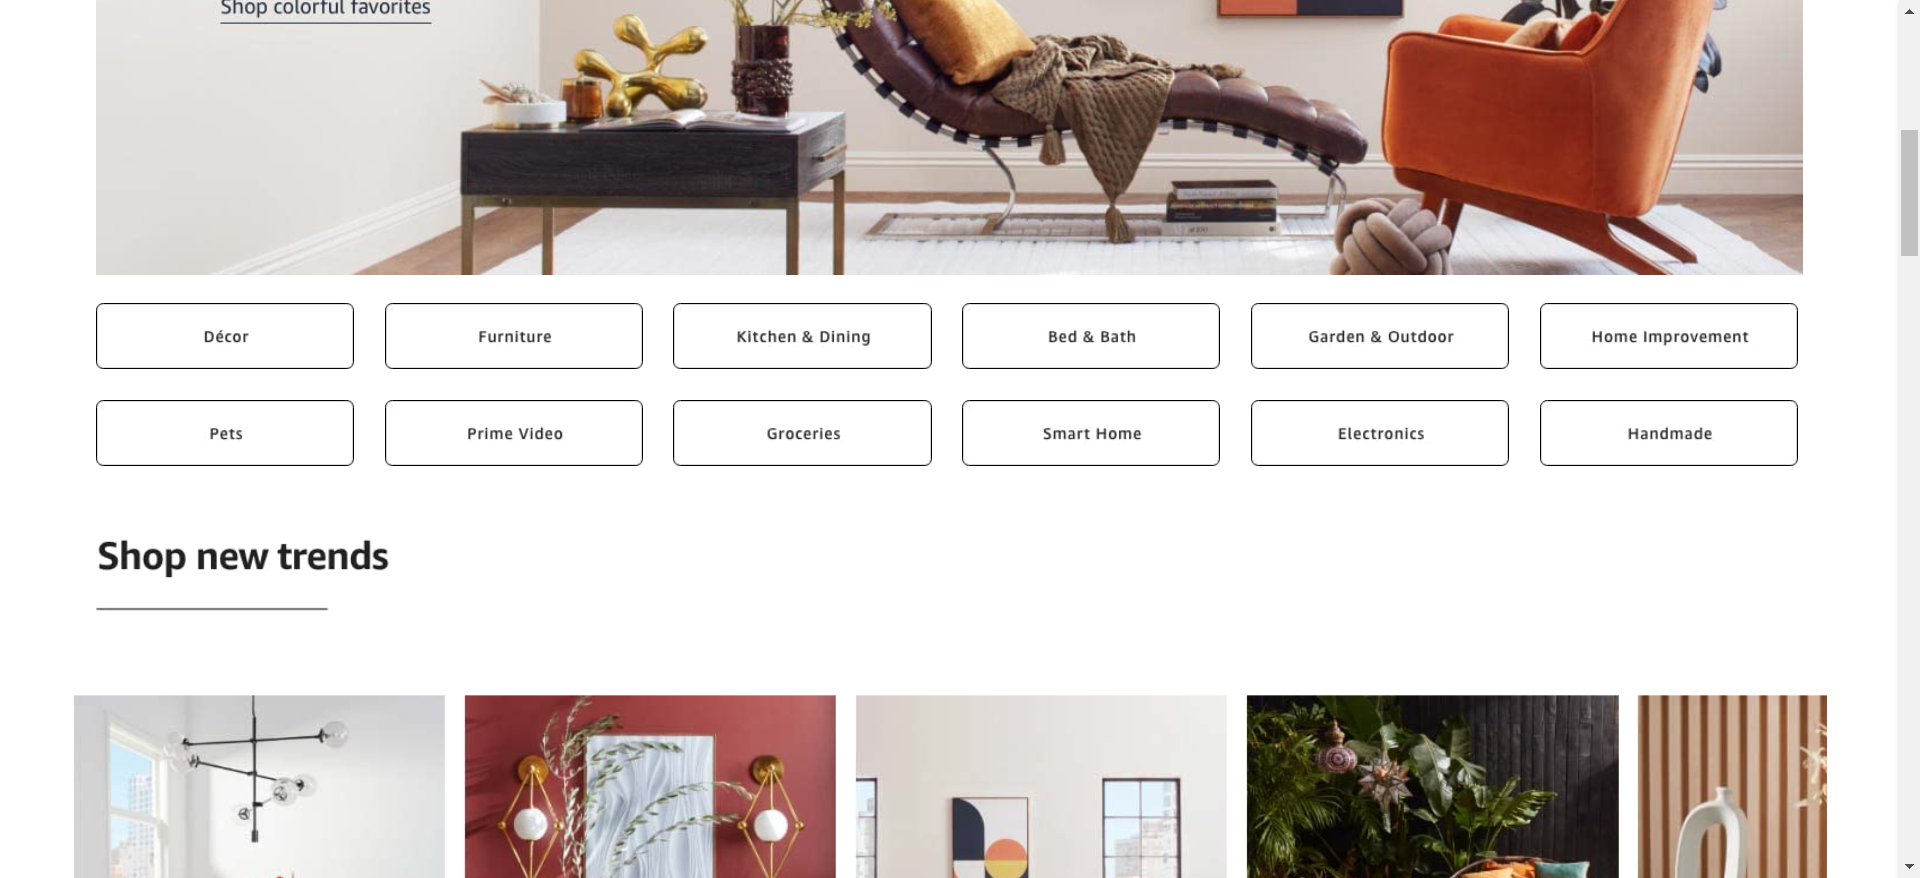 Shop colorful favorites
Décor
Furniture
Kitchen & Dining
Bed & Bath
Garden & Outdoor
Home Improvement
Pets
Prime Video
Groceries
Smart Home
Electronics
Handmade
Shop new trends